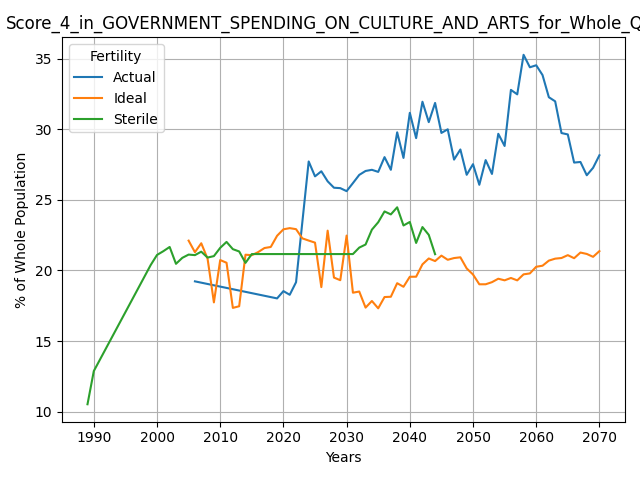 Score_4_in_GOVERNMENT_SPENDING_ON_CULTURE_AND_ARTS_for_Whole_Q
Fertility
Actual
Ideal
Sterile
% of Whole Population
35
30
25
20
15
10
1990 2000 2010 2020 2030 2040 2050 2060 2070
Years